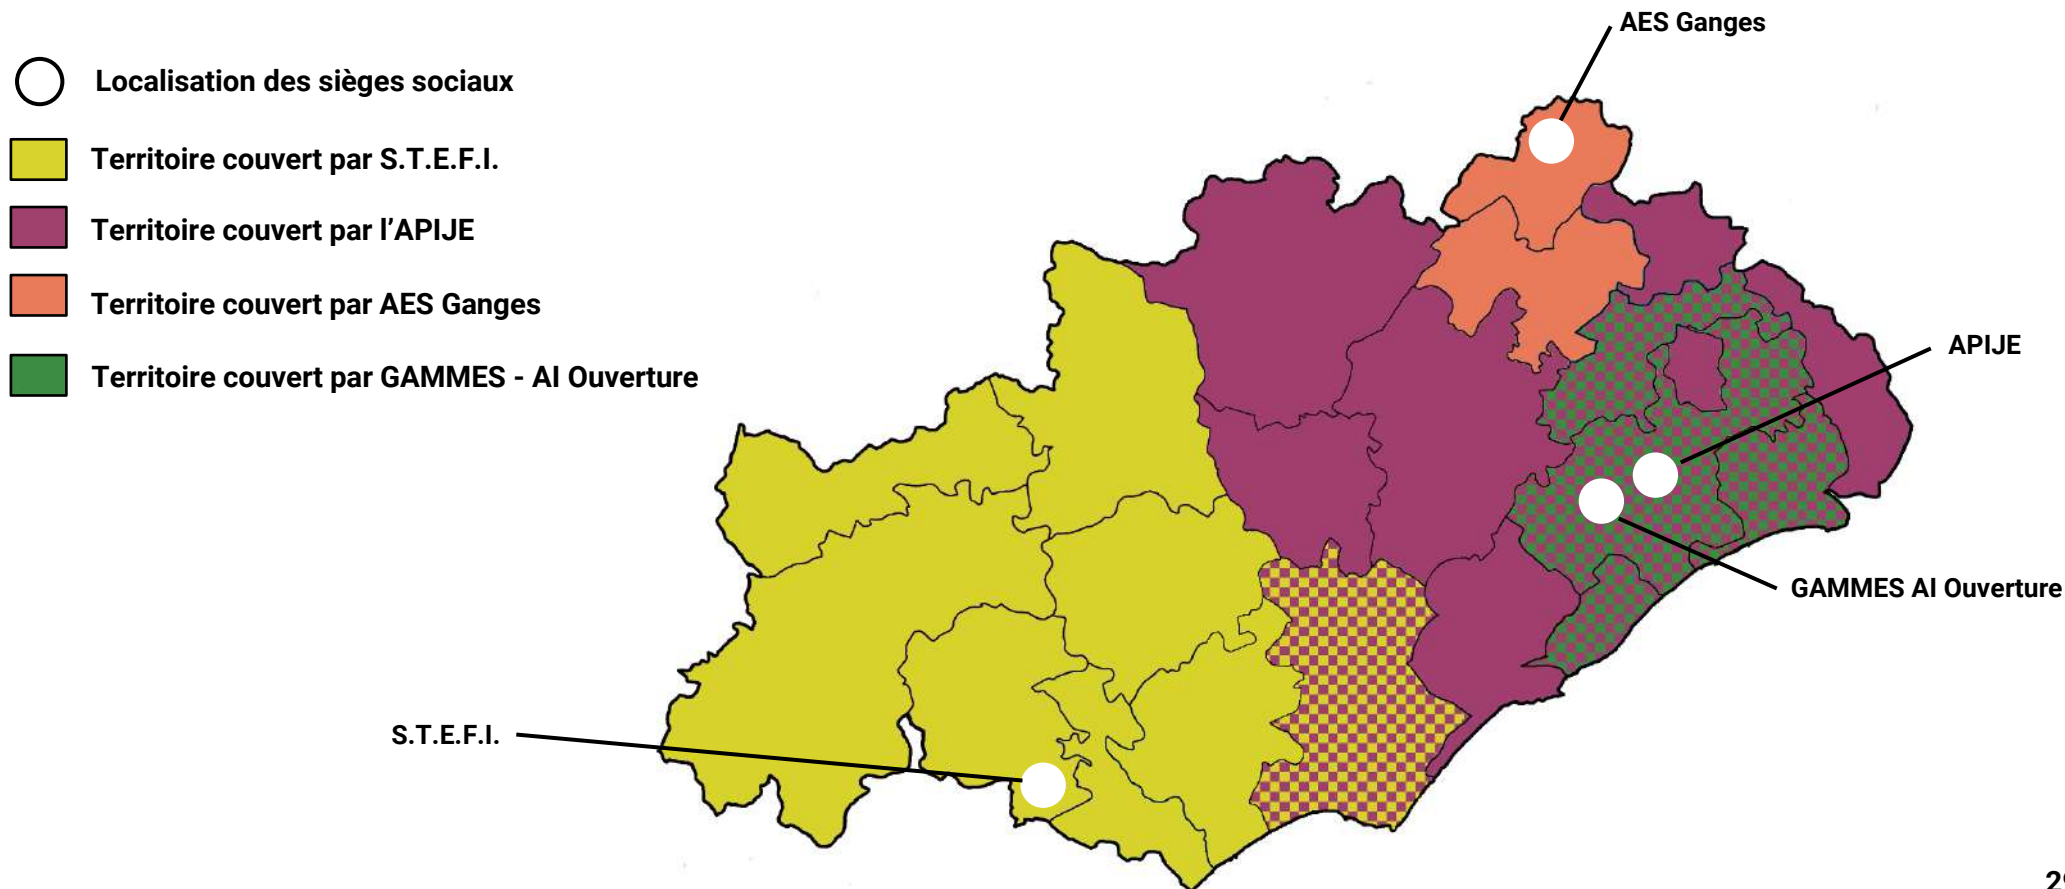 AES Ganges
Localisation des sièges sociaux
Territoire couvert par S.T.E.F.I.
Territoire couvert par l'APIJE
Territoire couvert par AES Ganges
Territoire couvert par GAMMES - AI Ouverture
APIJE
GAMMES AI Ouverture
S.T.E.F.I.